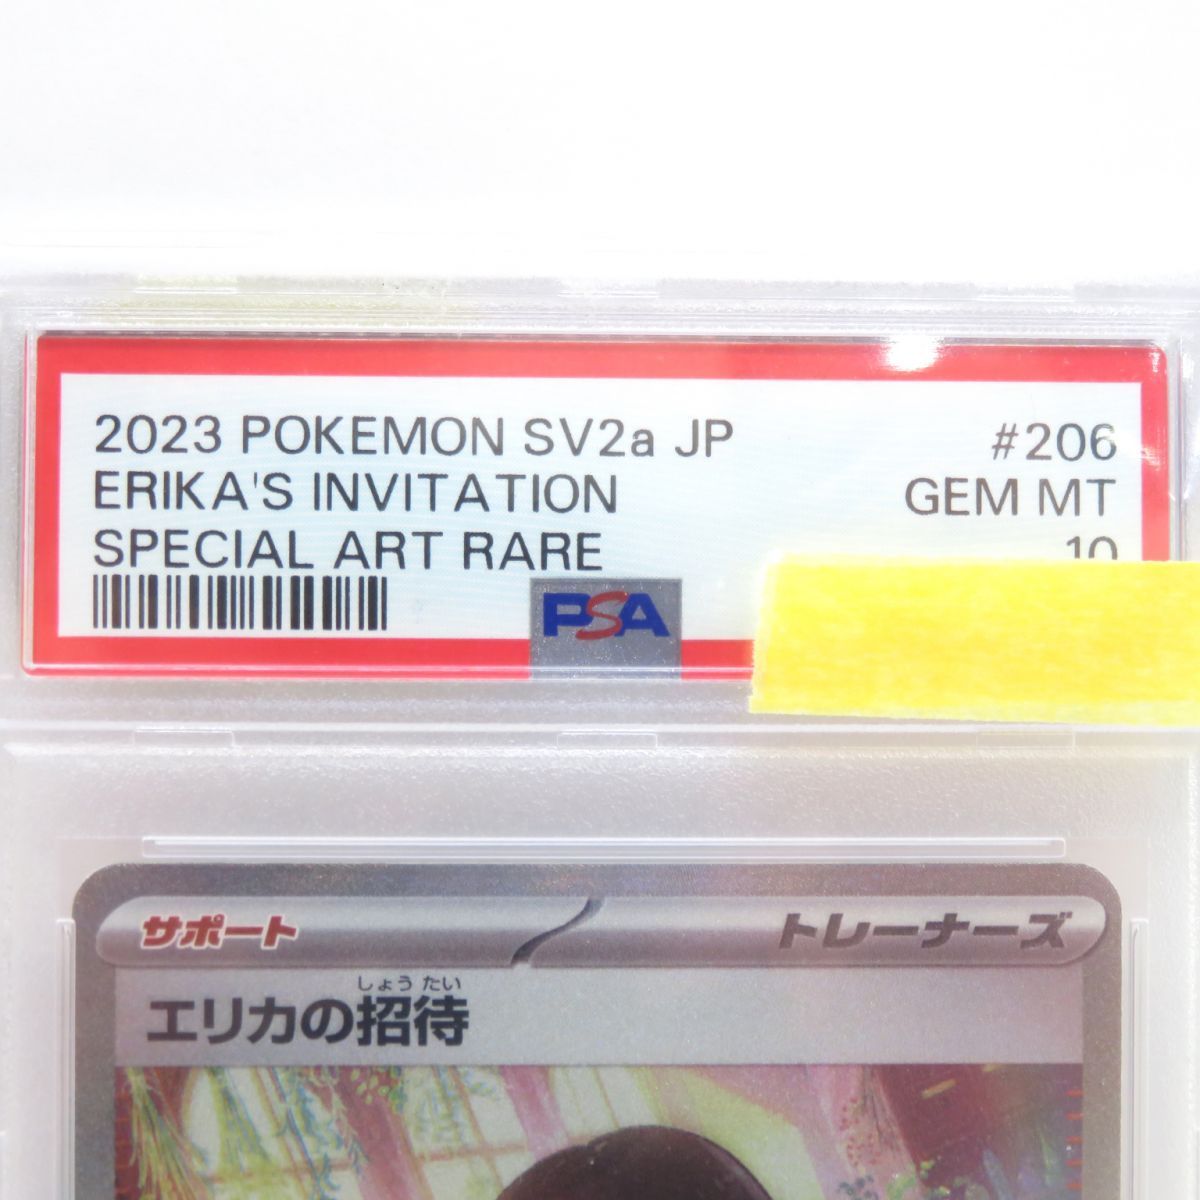 2023 POKEMON SV2a JP #206
ERIKA'S INVITATION GEM MT
SPECIAL ART RARE 10
PSA
サポート トレーナーズ
しょうたい
エリカの招待